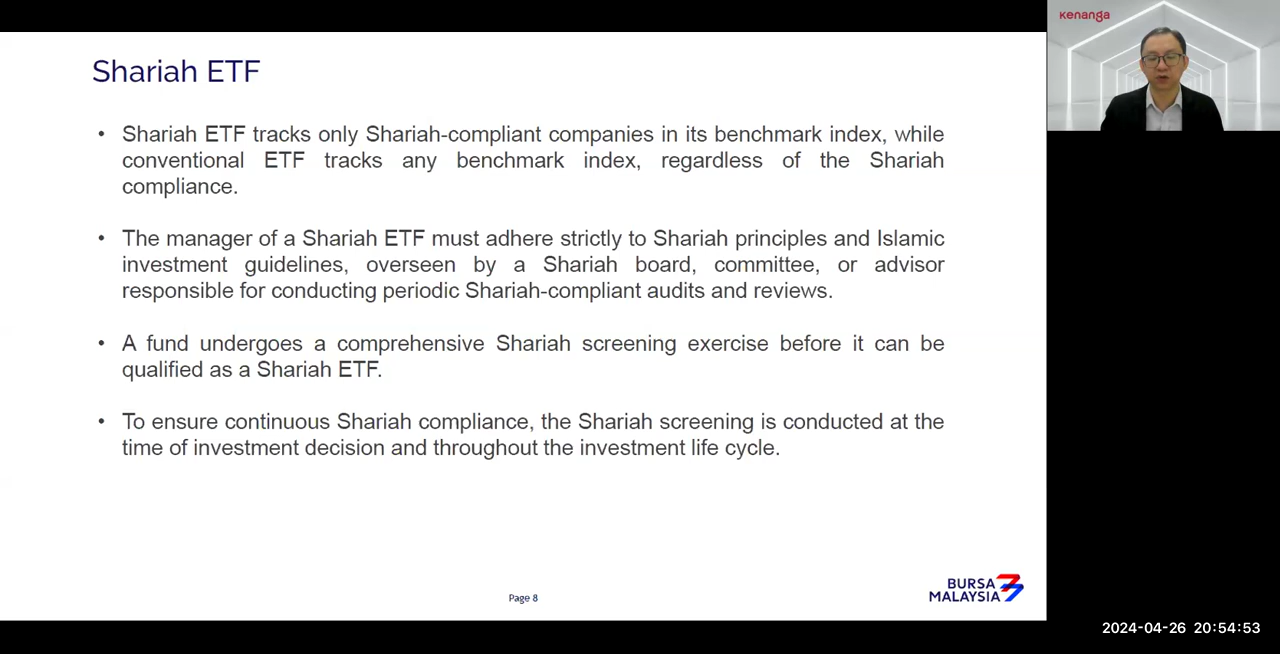 Kenanga
Shariah ETF
• Shariah ETF tracks only Shariah-compliant companies in its benchmark index, while
conventional ETF tracks any benchmark index, regardless of the Shariah
compliance.
• The manager of a Shariah ETF must adhere strictly to Shariah principles and Islamic
investment guidelines, overseen by a Shariah board, committee, or advisor
responsible for conducting periodic Shariah-compliant audits and reviews.
• A fund undergoes a comprehensive Shariah screening exercise before it can be
qualified as a Shariah ETF.
• To ensure continuous Shariah compliance, the Shariah screening is conducted at the
time of investment decision and throughout the investment life cycle.
Page 8
BURSA
MALAYSIA
2024-04-26 20:54:53